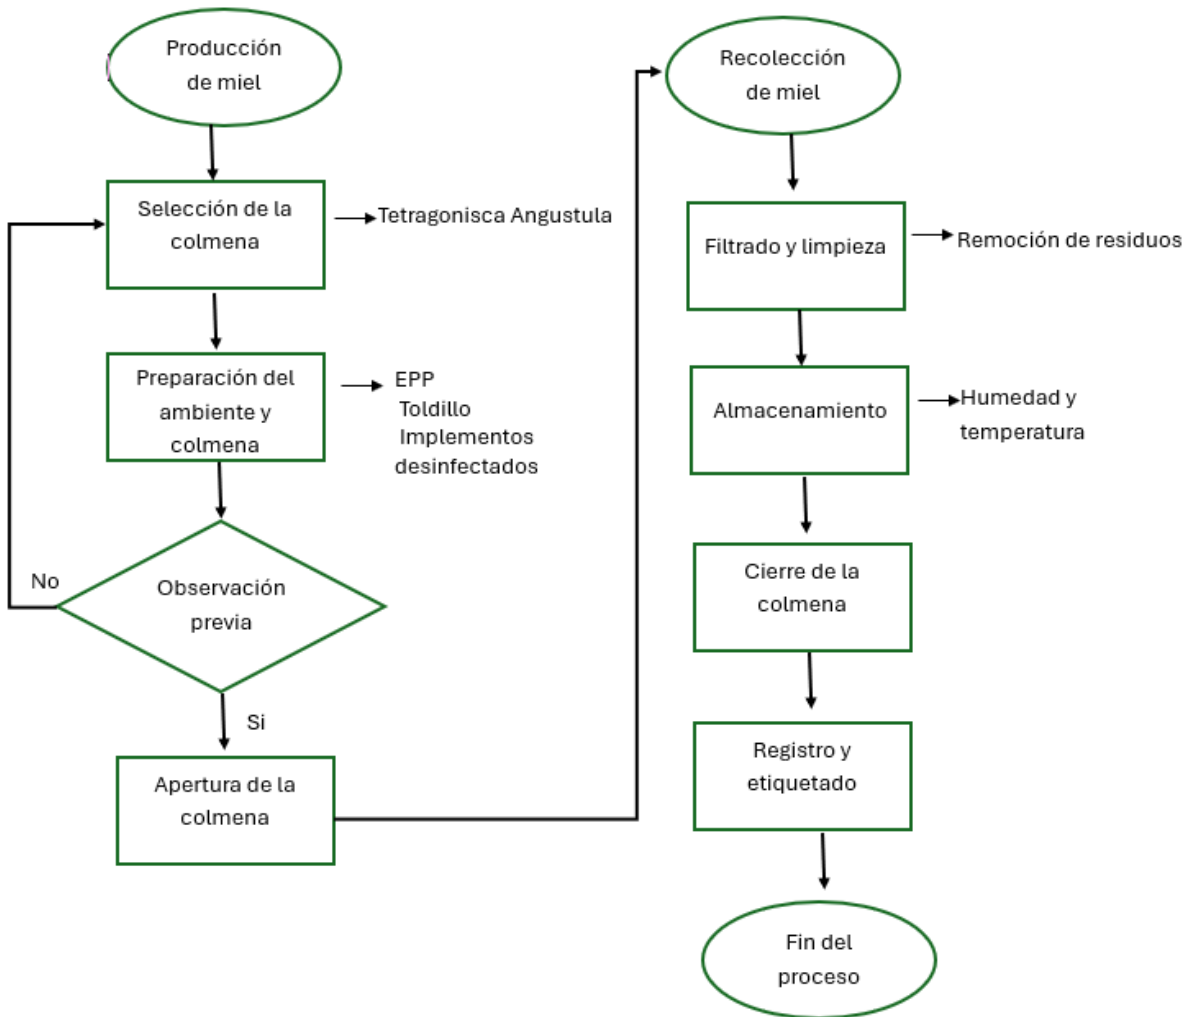 Producción
de miel
Selección de la
colmena
Tetragonisca Angustula
Preparación del
ambiente y
colmena
EPP
Toldillo
Implementos
desinfectados
Observación
previa
No
Si
Apertura de la
colmena
Recolección
de miel
Filtrado y limpieza
Remoción de residuos
Almacenamiento
Humedad y
temperatura
Cierre de la
colmena
Registro y
etiquetado
Fin del
proceso